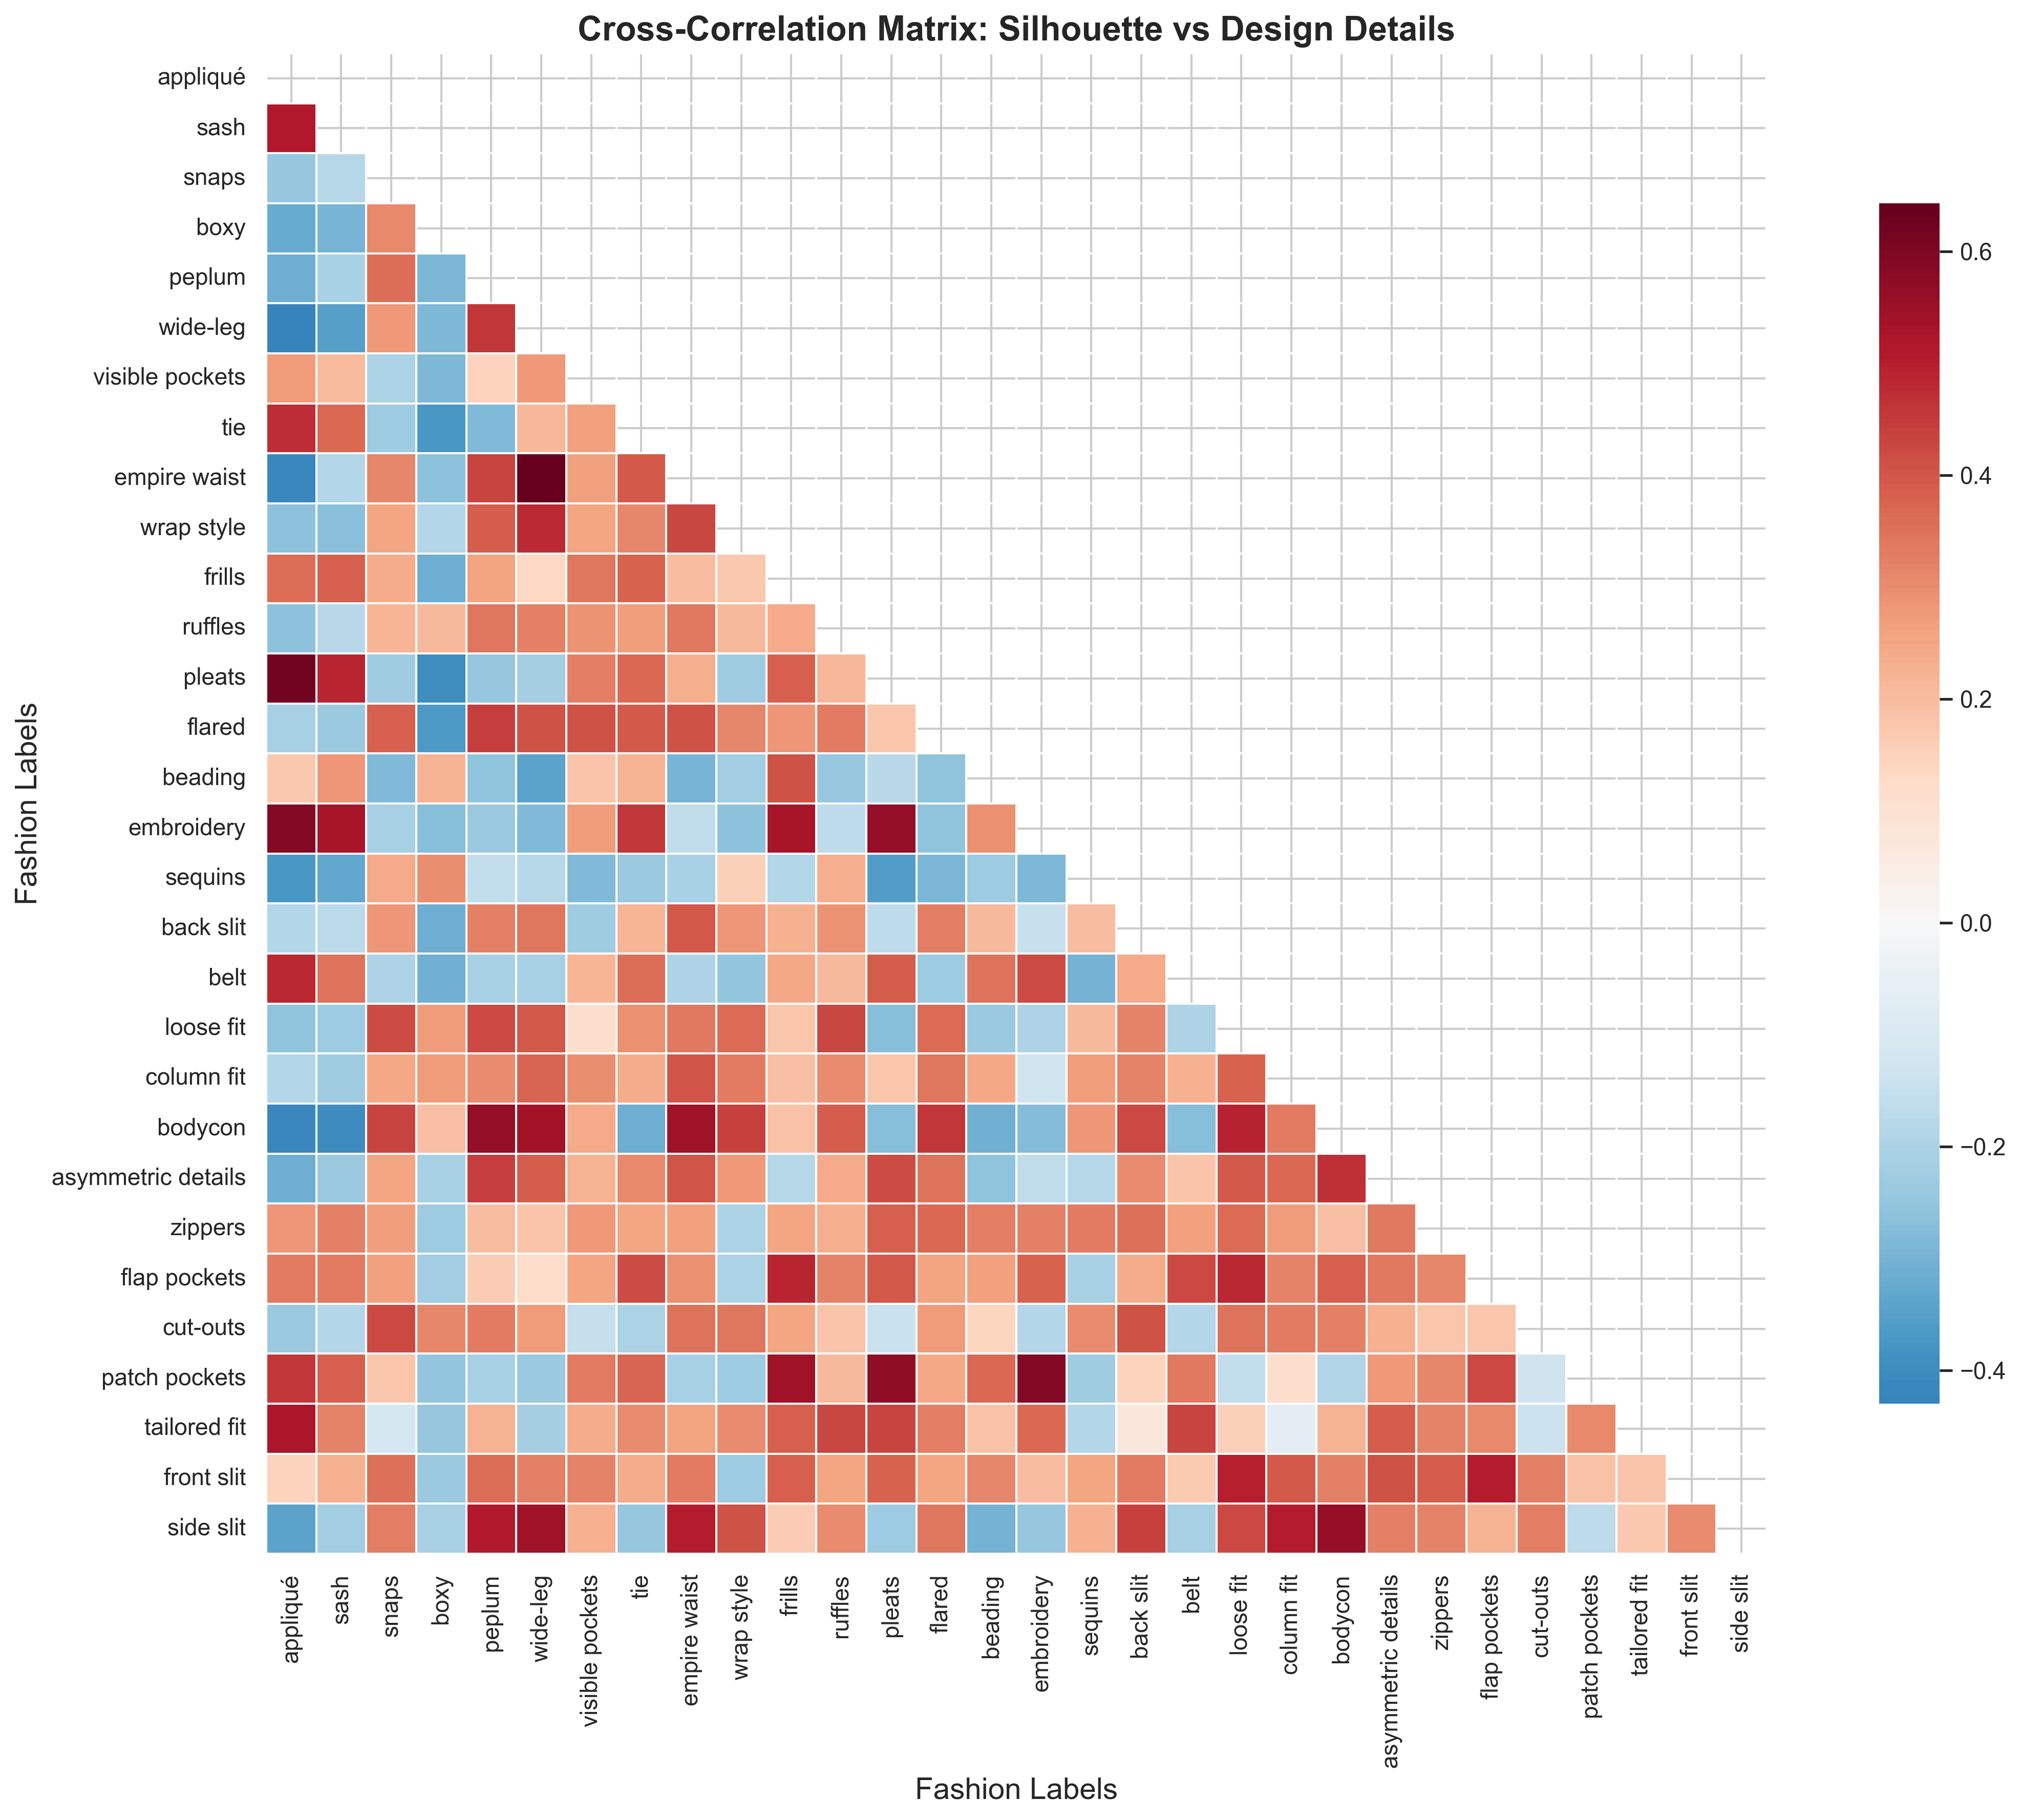 Cross-Correlation Matrix: Silhouette vs Design Details
Fashion Labels
appliqué
sash
snaps
boxy
peplum
wide-leg
visible pockets
tie
empire waist
wrap style
frills
ruffles
pleats
flared
beading
embroidery
sequins
back slit
belt
loose fit
column fit
bodycon
asymmetric details
zippers
flap pockets
cut-outs
patch pockets
tailored fit
front slit
side slit
appliqué
sash
snaps
boxy
peplum
wide-leg
visible pockets
tie
empire waist
wrap style
frills
ruffles
pleats
flared
beading
embroidery
sequins
back slit
belt
loose fit
column fit
bodycon
asymmetric details
zippers
flap pockets
cut-outs
patch pockets
tailored fit
front slit
side slit
Fashion Labels
0.6
0.4
0.2
0.0
−0.2
−0.4